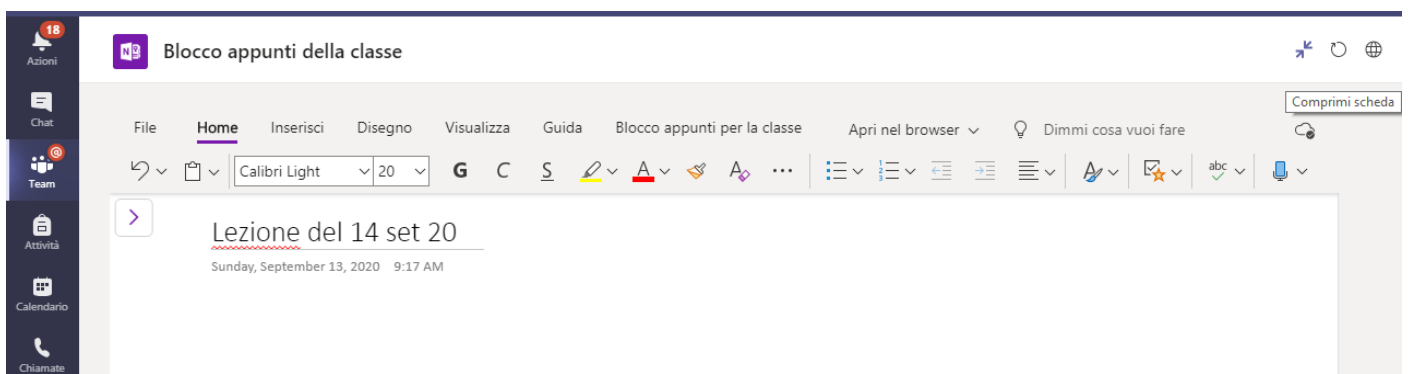 18
Azioni
Blocco appunti della classe
Comprimi scheda
Chat
File Home Inserisci Disegno Visualizza Guida Blocco appunti per la classe Apri nel browser Dimmi cosa vuoi fare
@
Team
Calibri Light 20 G C S A A abc
Lezione del 14 set 20
Attività
Sunday, September 13, 2020 9:17 AM
Calendario
Chiamate